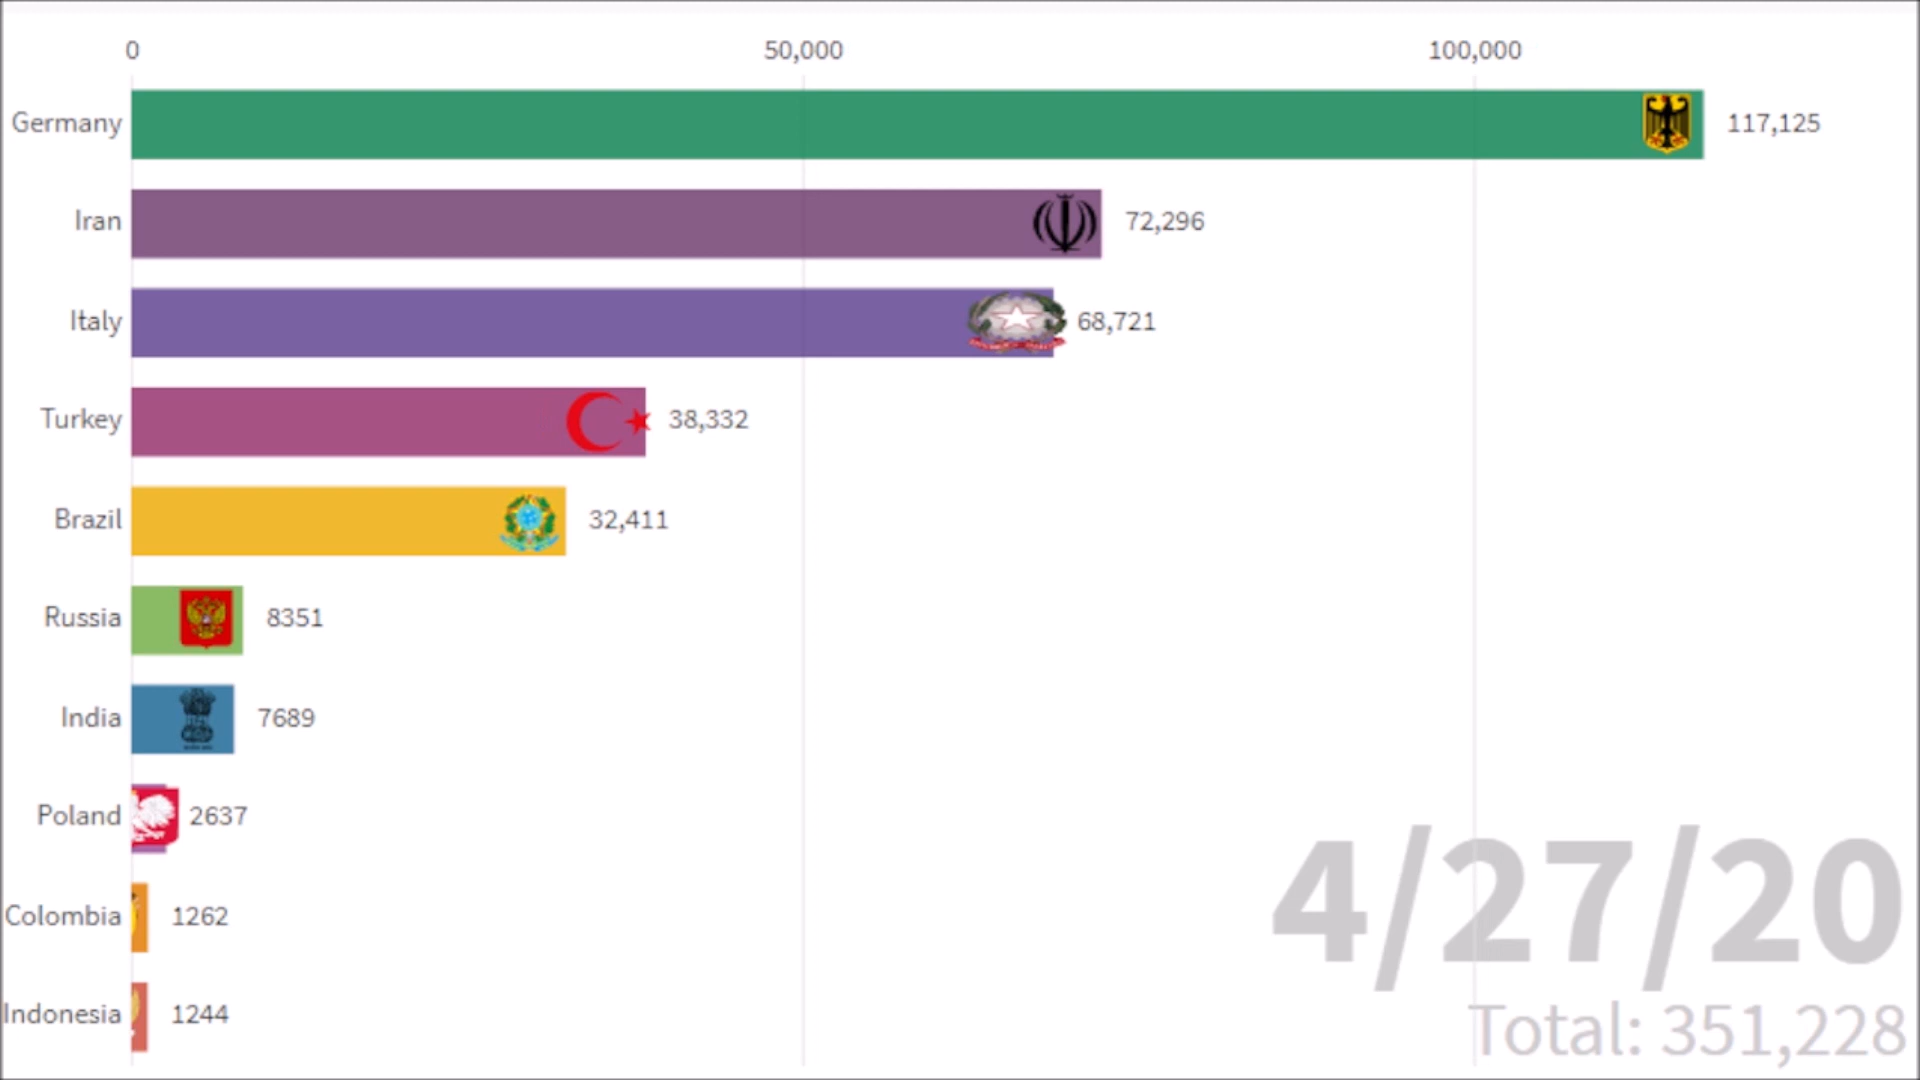 0 50,000 100,000
Germany 117,125
Iran 72,296
Italy 68,721
Turkey 38,332
Brazil 32,411
Russia 8351
India 7689
Poland 2637
Colombia 1262
Indonesia 1244
4/27/20
Total: 351,228